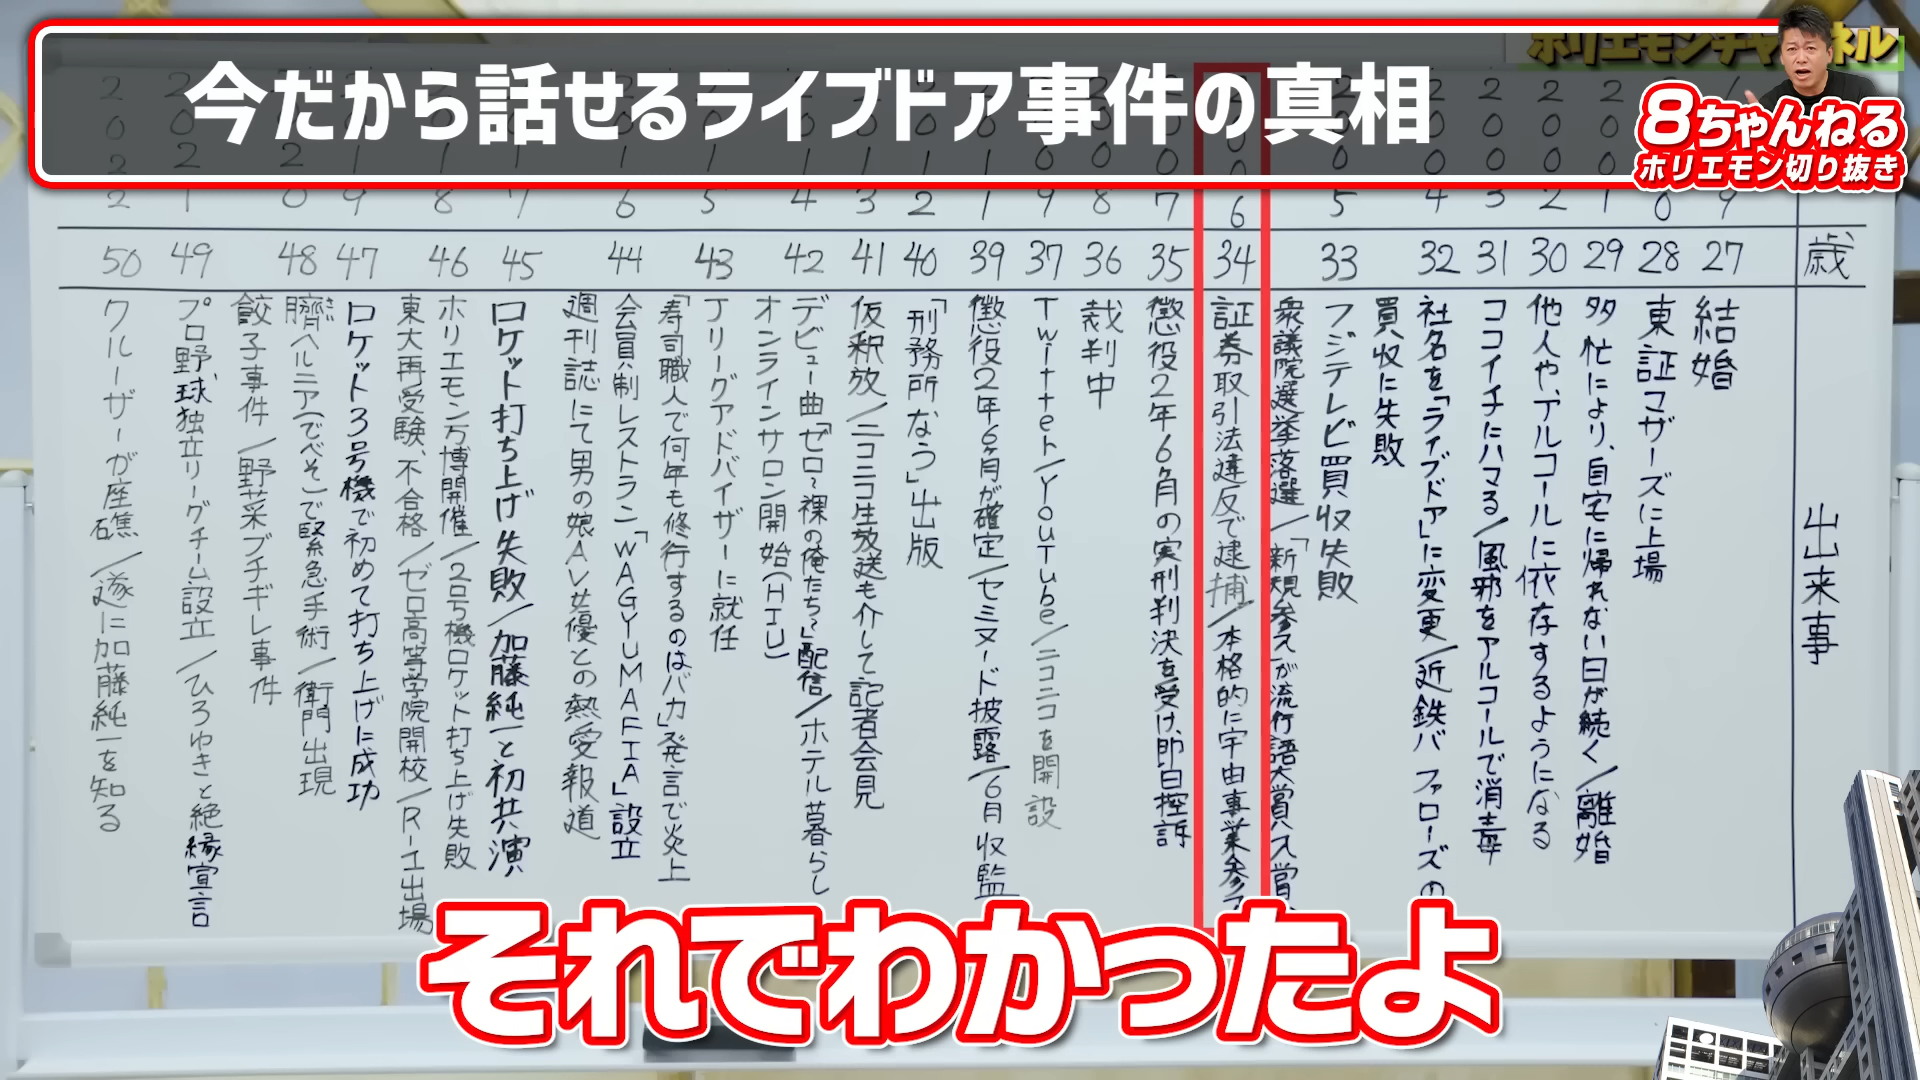 今だから話せるライブドア事件の真相
ホリエモンチャンネル
8ちゃんねる
ホリエモン切り抜き
歳
出来事
27
結婚
28
東証マザーズに上場
29
多忙により、自宅に帰れない日が続く/離婚
30
他人や、アルコールに依存するようになる
31
ココイチにハマる/風邪をアルコールで消毒
32
社名を「ライブドア」に変更/近鉄バファローズの
買収に失敗
2005
33
フジテレビ買収失敗
衆議院選挙落選/「新規参入」が流行語大賞入賞、
2006
34
証券取引法違反で逮捕/本格的に宇宙事業参入
2007
35
懲役2年6ヶ月の実刑判決を受け、即日控訴
2008
36
裁判中
2009
37
Twitter/YouTube/ニコニコを開設
2011
39
懲役2年6ヶ月が確定/セミヌード披露/6月収監
2012
40
「刑務所なう」出版
2013
41
仮釈放/ニコニコ生放送も介して記者会見
2014
42
デビュー曲「ゼロ〜裸の俺たち〜」配信/ホテル暮らし
オンラインサロン開始(HIU)
2015
43
Jリーグアドバイザーに就任
「寿司職人で何年も修行するのはバカ」発言で炎上
2016
44
会員制レストラン「WAGYUMAFIA」設立
週刊誌にて男の娘AV女優との熱愛報道
2017
45
ロケット打ち上げ失敗/加藤純一と初共演
2018
46
ホリエモン万博開催/2号機ロケット打ち上げ失敗
東大再受験、不合格/ゼロ高等学院開校/R-1出場
2019
47
ロケット3号機で初めて打ち上げに成功
2020
48
臍ヘルニア(でべそ)で緊急手術/衛門出現
餃子事件/野菜ブチギレ事件
2021
49
プロ野球独立リーグチーム設立/ひろゆきと絶縁宣言
2022
50
クルーザーが座礁/遂に加藤純一を知る
それでわかったよ